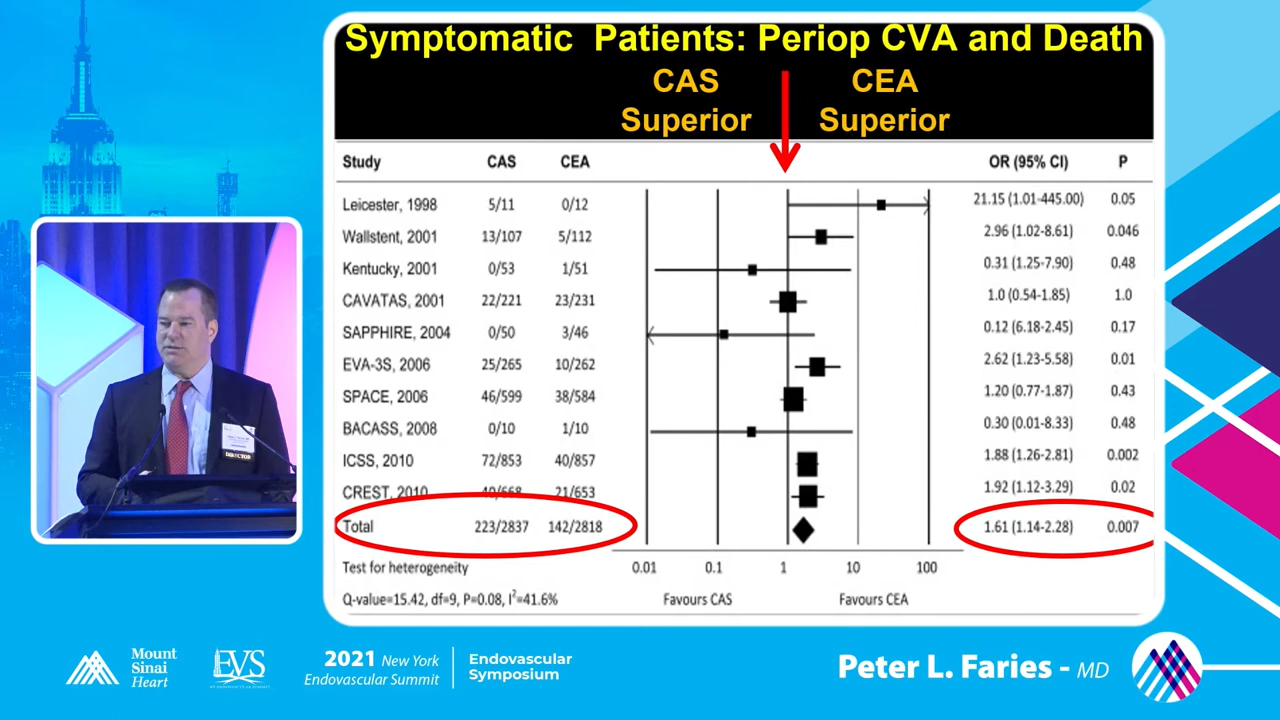 Symptomatic Patients: Periop CVA and Death
CAS CEA
Superior Superior
Study CAS CEA OR (95% CI) P
Leicester, 1998 5/11 0/12 21.15 (1.01-445.00) 0.05
Wallstent, 2001 13/107 5/112 2.96 (1.02-8.61) 0.046
Kentucky, 2001 0/53 1/51 0.31 (1.25-7.90) 0.48
CAVATAS, 2001 22/221 23/231 1.0 (0.54-1.85) 1.0
SAPPHIRE, 2004 0/50 3/46 0.12 (6.18-2.45) 0.17
EVA-3S, 2006 25/265 10/262 2.62 (1.23-5.58) 0.01
SPACE, 2006 46/599 38/584 1.20 (0.77-1.87) 0.43
BACASS, 2008 0/10 1/10 0.30 (0.01-8.33) 0.48
ICSS, 2010 72/853 40/857 1.88 (1.26-2.81) 0.002
CREST, 2010 40/668 21/653 1.92 (1.12-3.29) 0.02
Total 223/2837 142/2818 1.61 (1.14-2.28) 0.007
Test for heterogeneity 0.01 0.1 1 10 100
Q-value=15.42, df=9, P=0.08, I²=41.6% Favours CAS Favours CEA
DIRECTOR
Mount
Sinai
Heart
EVS
2021 New York
Endovascular Summit
Endovascular
Symposium
Peter L. Faries - MD